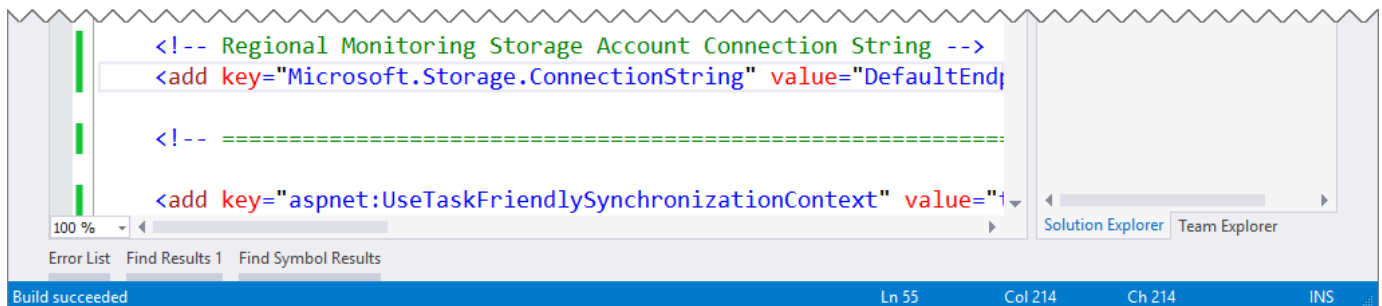 <!-- Regional Monitoring Storage Account Connection String -->
<add key="Microsoft.Storage.ConnectionString" value="DefaultEndp
<!-- ==========================================================
<add key="aspnet:UseTaskFriendlySynchronizationContext" value="t
100 %
Solution Explorer Team Explorer
Error List Find Results 1 Find Symbol Results
Build succeeded Ln 55 Col 214 Ch 214 INS